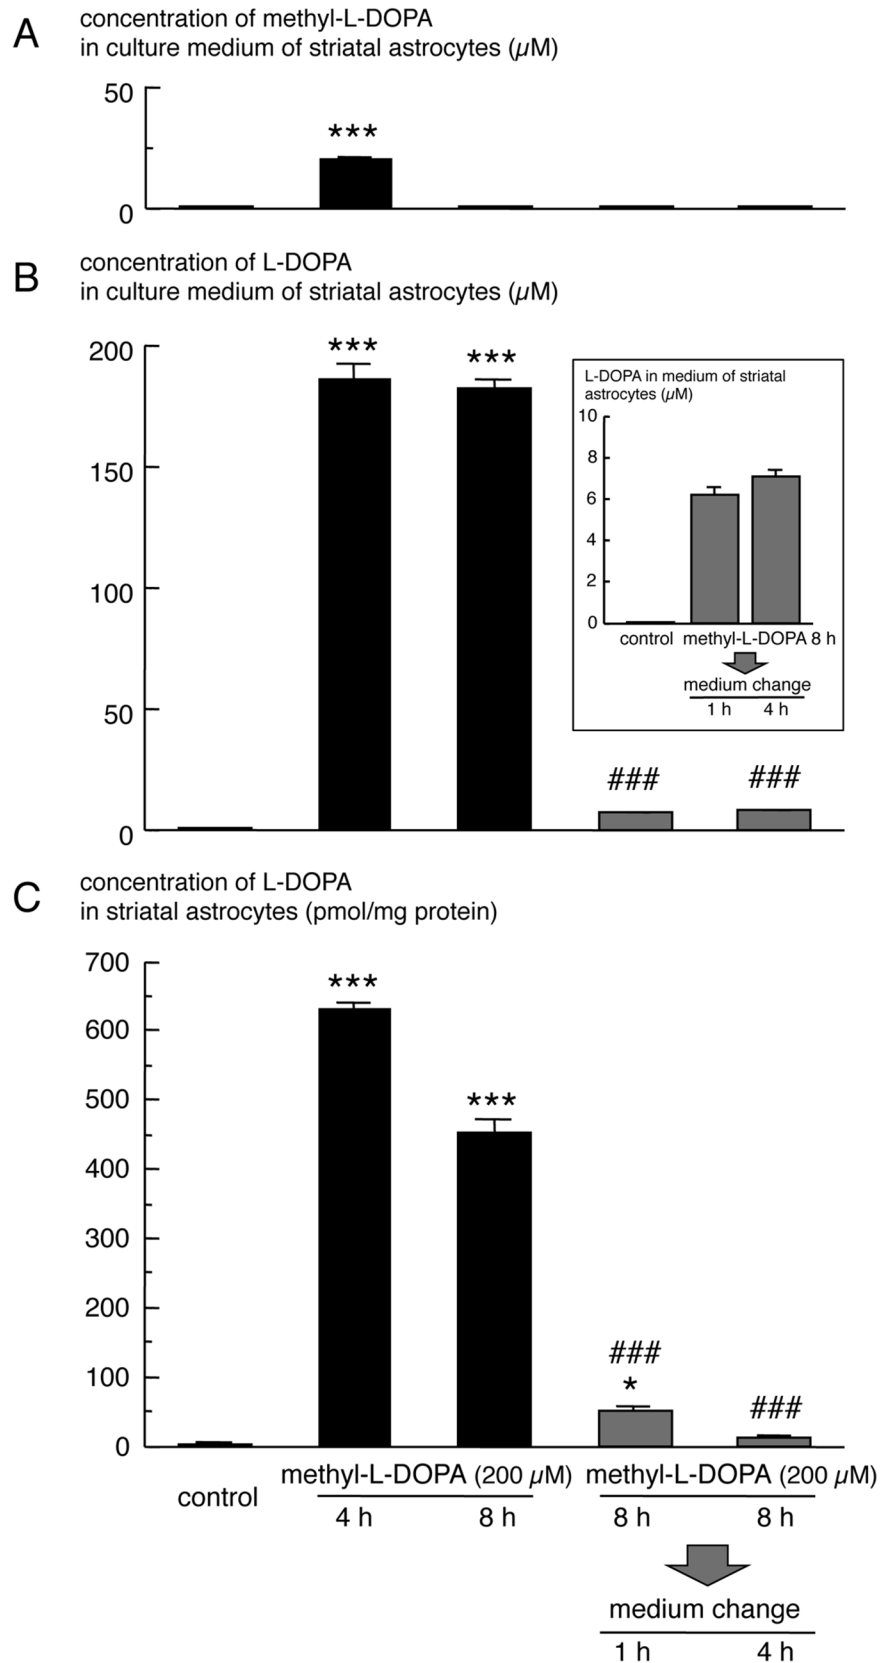 A
concentration of methyl-L-DOPA
in culture medium of striatal astrocytes (µM)
50
***
0
B
concentration of L-DOPA
in culture medium of striatal astrocytes (µM)
200
***
***
150
100
50
0
L-DOPA in medium of striatal
astrocytes (µM)
10
8
6
4
2
0
control methyl-L-DOPA 8 h
medium change
1 h 4 h
### ###
C
concentration of L-DOPA
in striatal astrocytes (pmol/mg protein)
700
***
600
500
***
400
300
200
###
*
100
###
0
control
methyl-L-DOPA (200 µM) methyl-L-DOPA (200 µM)
4 h 8 h 8 h 8 h
medium change
1 h 4 h